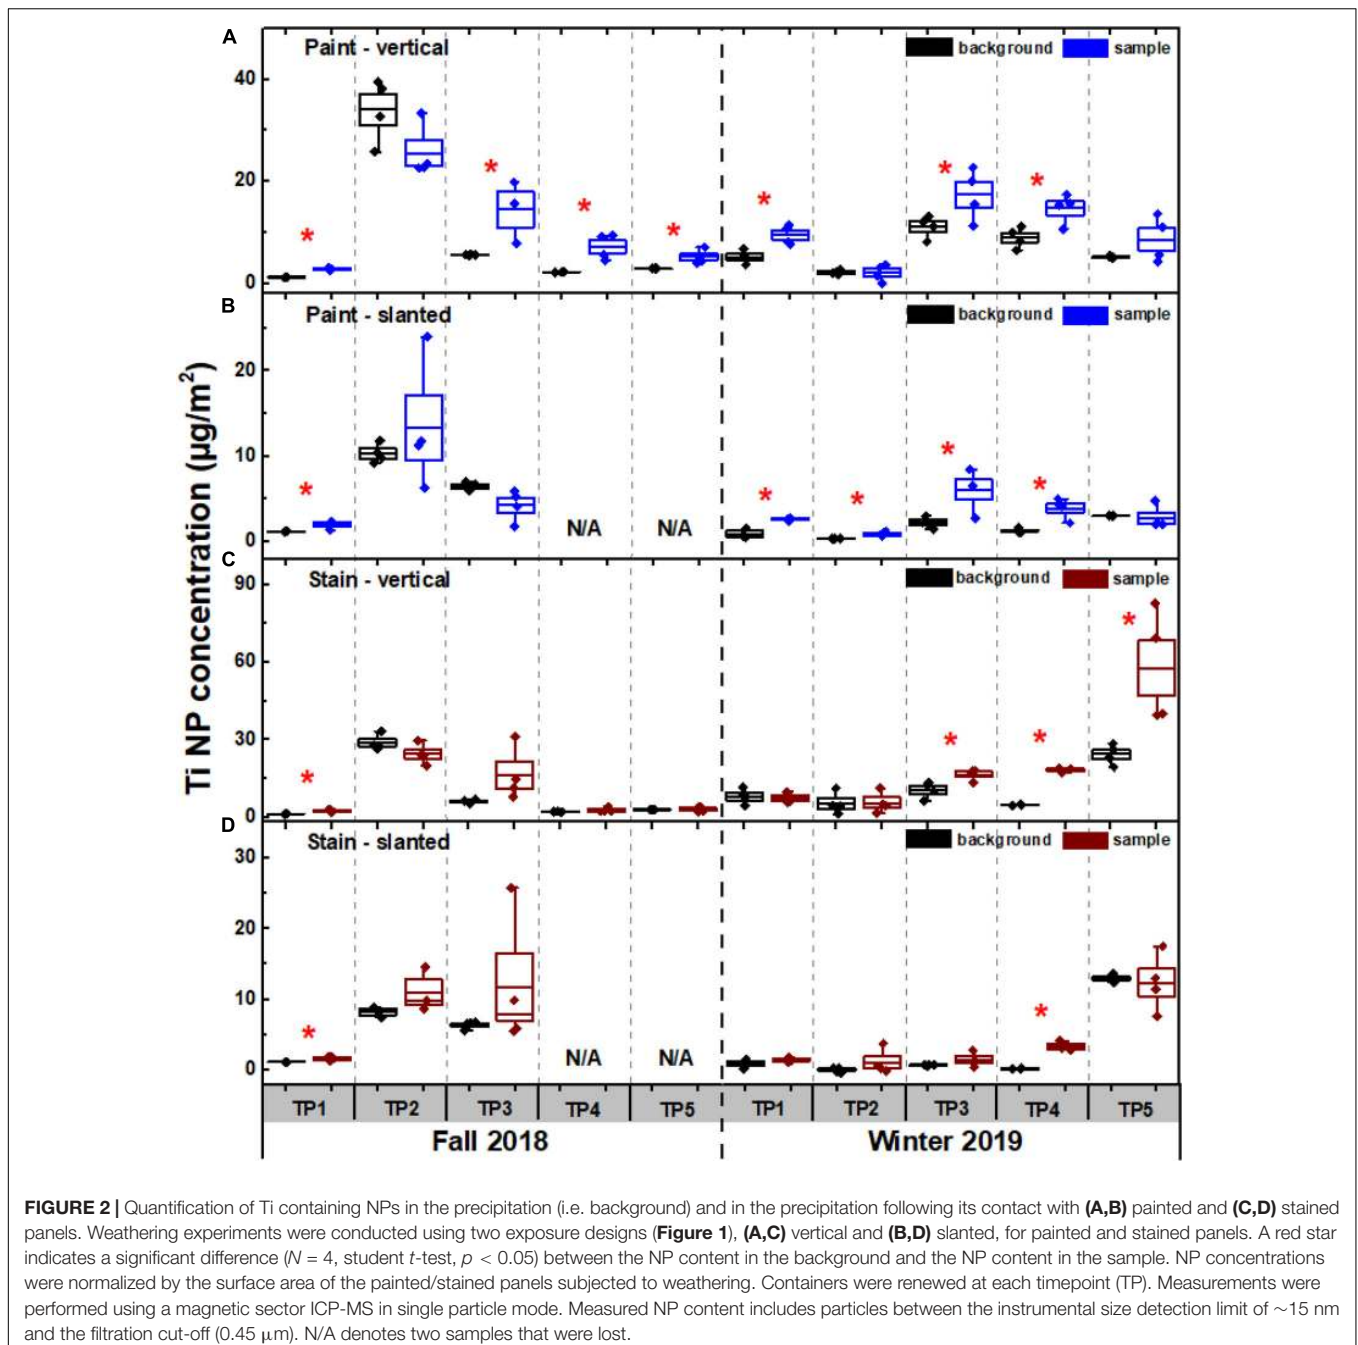 A
Paint - vertical
background
sample
40
20
0
B
Paint - slanted
background
sample
20
10
0
N/A
N/A
C
Stain - vertical
background
sample
90
60
30
0
D
Stain - slanted
background
sample
30
20
10
0
N/A
N/A
Ti NP concentration (µg/m²)
TP1 TP2 TP3 TP4 TP5 TP1 TP2 TP3 TP4 TP5
Fall 2018 Winter 2019
FIGURE 2 | Quantification of Ti containing NPs in the precipitation (i.e. background) and in the precipitation following its contact with (A,B) painted and (C,D) stained
panels. Weathering experiments were conducted using two exposure designs (Figure 1), (A,C) vertical and (B,D) slanted, for painted and stained panels. A red star
indicates a significant difference (N = 4, student t-test, p < 0.05) between the NP content in the background and the NP content in the sample. NP concentrations
were normalized by the surface area of the painted/stained panels subjected to weathering. Containers were renewed at each timepoint (TP). Measurements were
performed using a magnetic sector ICP-MS in single particle mode. Measured NP content includes particles between the instrumental size detection limit of ∼15 nm
and the filtration cut-off (0.45 µm). N/A denotes two samples that were lost.